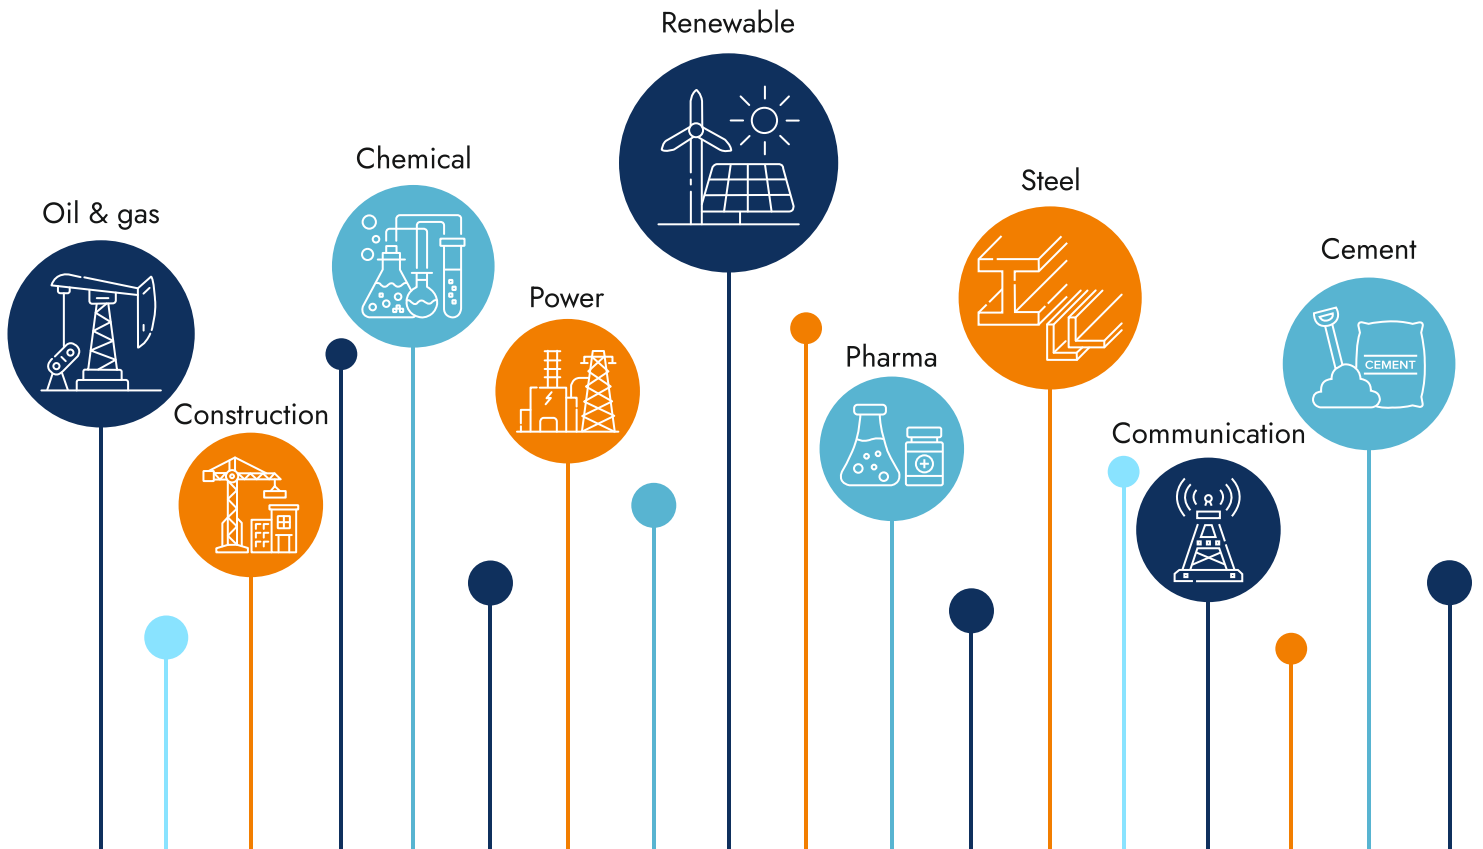 Oil & gas
Construction
Chemical
Power
Renewable
Pharma
Steel
Communication
Cement
CEMENT